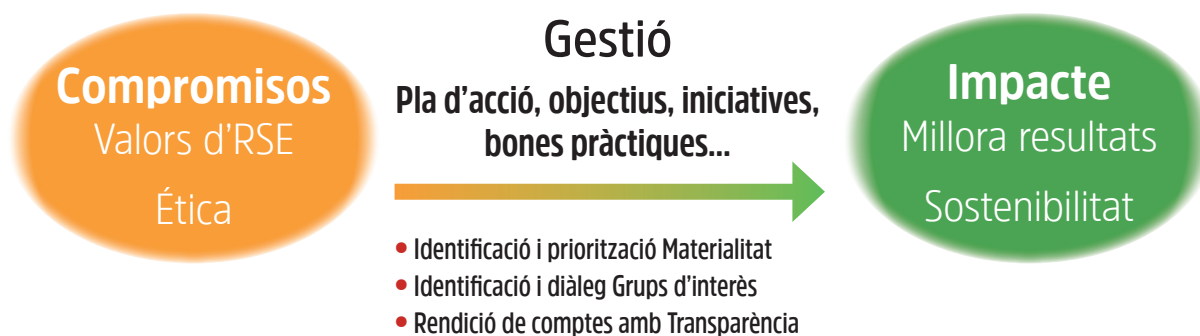 Compromisos
Valors d’RSE
Ética
Gestió
Pla d’acció, objectius, iniciatives,
bones pràctiques...
• Identificació i priorització Materialitat
• Identificació i diàleg Grups d’interès
• Rendició de comptes amb Transparència
Impacte
Millora resultats
Sostenibilitat